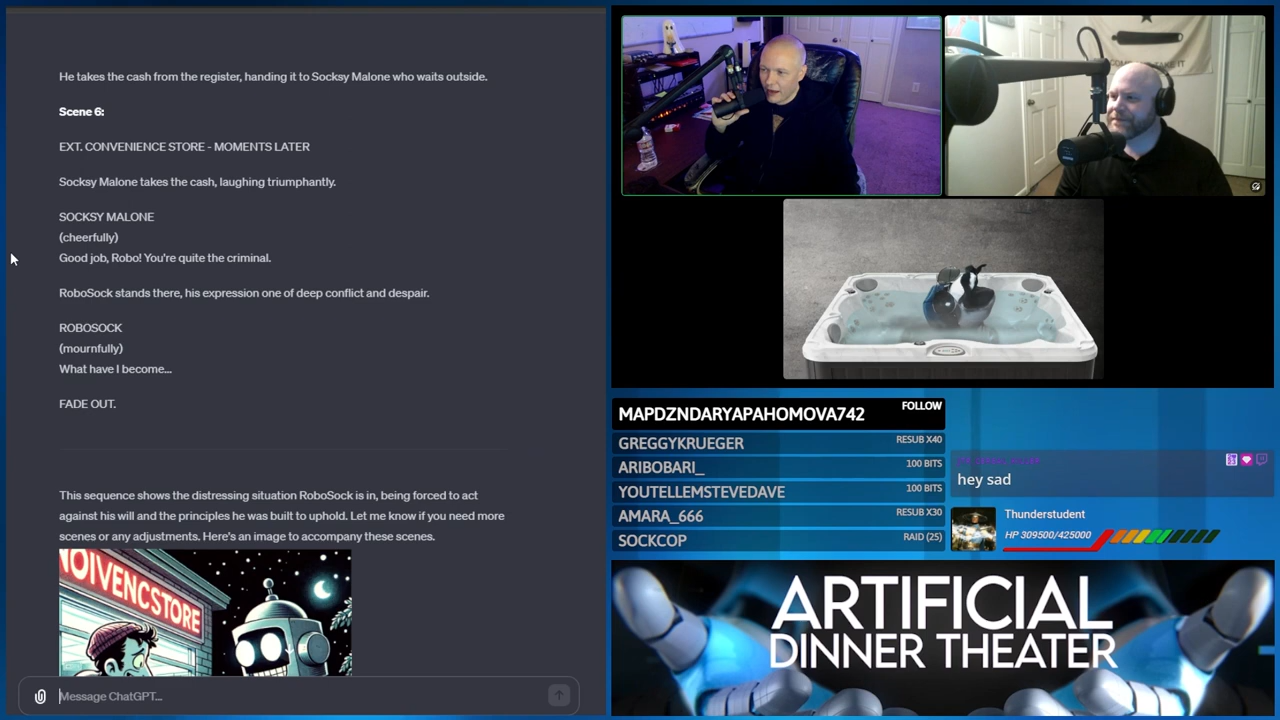 He takes the cash from the register, handing it to Socksy Malone who waits outside.
Scene 6:
EXT. CONVENIENCE STORE - MOMENTS LATER
Socksy Malone takes the cash, laughing triumphantly.
SOCKSY MALONE
(cheerfully)
Good job, Robo! You're quite the criminal.
RoboSock stands there, his expression one of deep conflict and despair.
ROBOSOCK
(mournfully)
What have I become...
FADE OUT.
This sequence shows the distressing situation RoboSock is in, being forced to act
against his will and the principles he was built to uphold. Let me know if you need more
scenes or any adjustments. Here's an image to accompany these scenes.
NOIVENCSTORE
Message ChatGPT...
MAPDZNDARYAPAHOMOVA742 FOLLOW
GREGGYKRUEGER RESUB X40
ARIBOBARI_ 100 BITS
YOUTELLEMSTEVEDAVE 100 BITS
AMARA_666 RESUB X30
SOCKCOP RAID (25)
hey sad
Thunderstudent
HP 309500/425000
ARTIFICIAL
DINNER THEATER